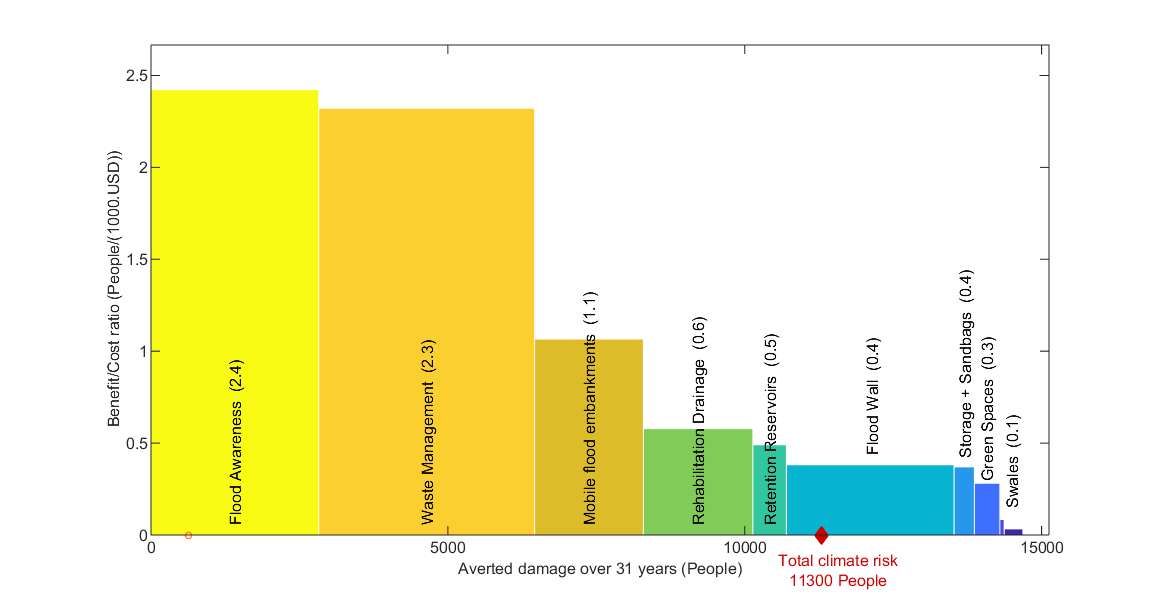 2.5
2
1.5
1
0.5
0
Benefit/Cost ratio (People/(1000.USD))
Flood Awareness (2.4)
Waste Management (2.3)
Mobile flood embankments (1.1)
Rehabilitation Drainage (0.6)
Retention Reservoirs (0.5)
Flood Wall (0.4)
Storage + Sandbags (0.4)
Green Spaces (0.3)
Swales (0.1)
0 5000 10000 15000
Averted damage over 31 years (People)
Total climate risk
11300 People